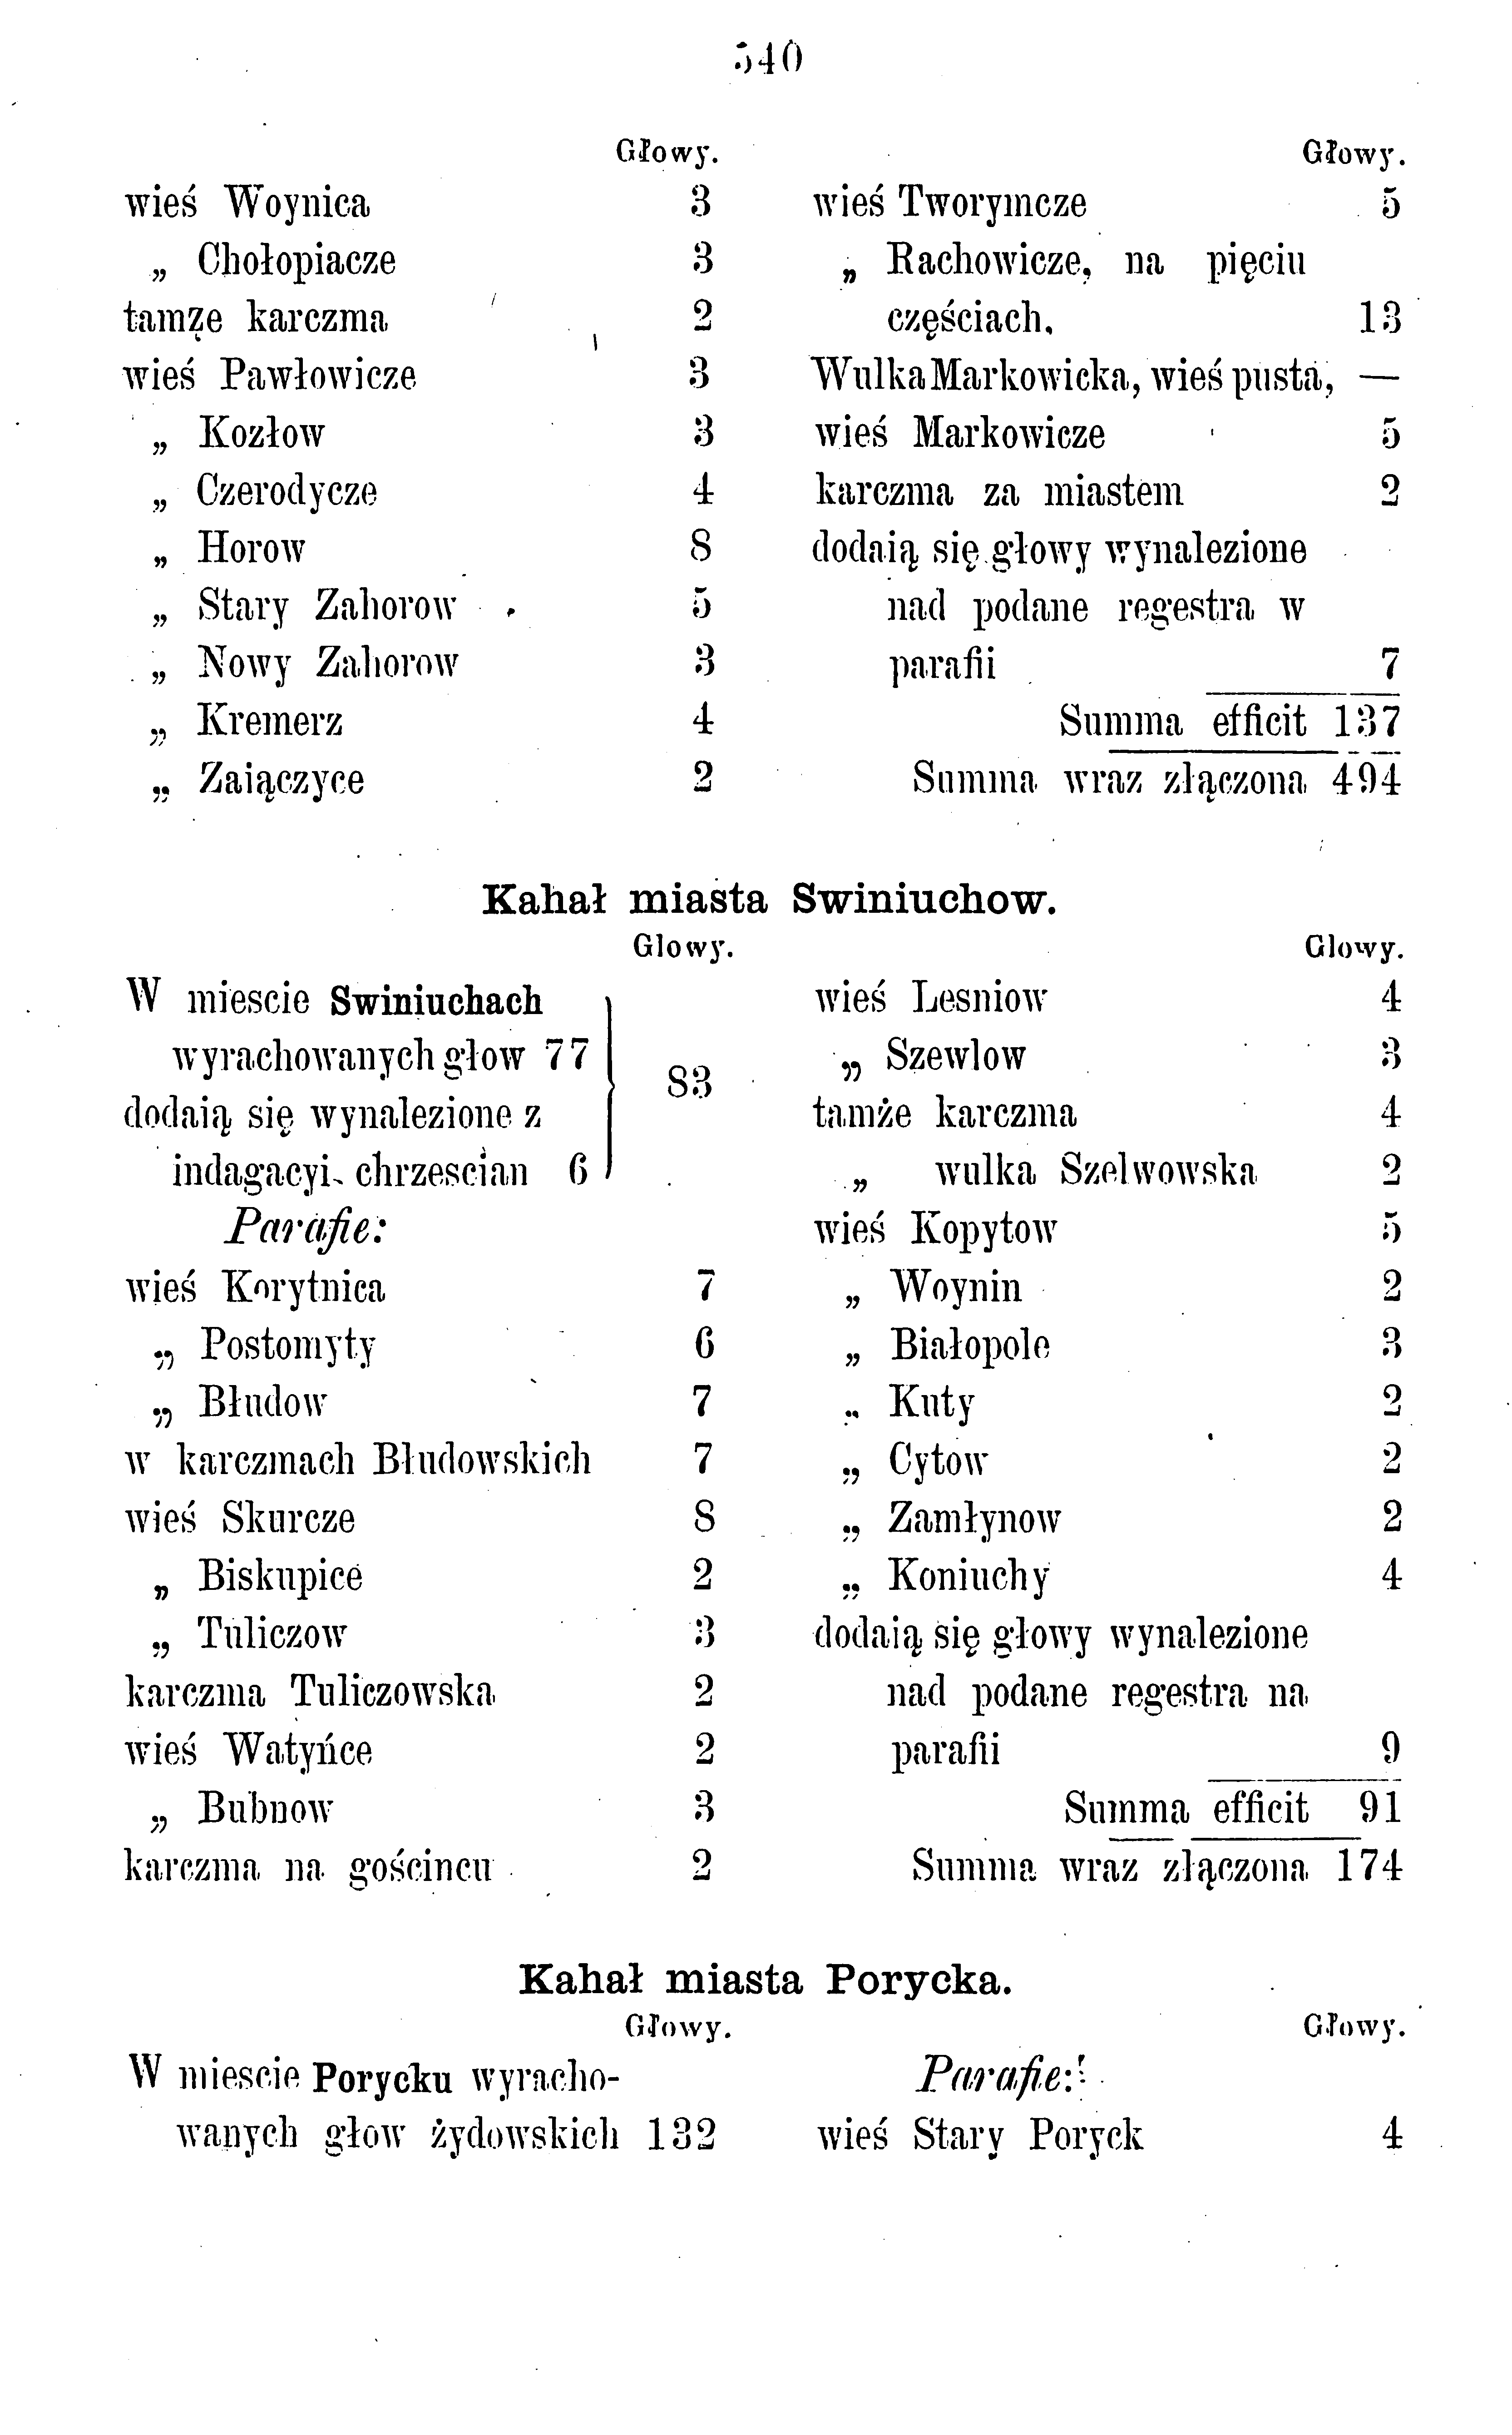 540
Głowy.
wieś Woynica 3
„ Chołopiacze 3
tamże karczma 2
wieś Pawłowicze 3
„ Kozłow 3
„ Czerodycze 4
„ Horow 8
„ Stary Zahorow 5
„ Nowy Zahorow 3
„ Kremerz 4
„ Zaiączyce 2
Głowy.
wieś Tworymcze 5
„ Rachowicze, na pięciu
częściach, 13
Wulka Markowicka, wieś pusta, —
wieś Markowicze 5
karczma za miastem 2
dodaią się głowy wynalezione
nad podane regestra w
parafii 7
Summa efficit 137
Summa wraz złączona 494
Kahał miasta Swiniuchow.
Głowy.
W miescie Swiniuchach
wyrachowanych głow 77
dodaią się wynalezione z
indagacyi chrzescian 6
83
Parafie:
wieś Korytnica 7
„ Postomyty 6
„ Błudow 7
w karczmach Błudowskich 7
wieś Skurcze 8
„ Biskupice 2
„ Tuliczow 3
karczma Tuliczowska 2
wieś Watyńce 2
„ Bubnow 3
karczma na gościncu 2
Głowy.
wieś Lesniow 4
„ Szewlow 3
tamże karczma 4
„ wulka Szelwowska 2
wieś Kopytow 5
„ Woynin 2
„ Białopole 3
„ Kuty 2
„ Cytow 2
„ Zamłynow 2
„ Koniuchy 4
dodaią się głowy wynalezione
nad podane regestra na
parafii 9
Summa efficit 91
Summa wraz złączona 174
Kahał miasta Porycka.
Głowy.
W miescie Porycku wyracho-
wanych głow żydowskich 132
Głowy.
Parafie:
wieś Stary Poryck 4